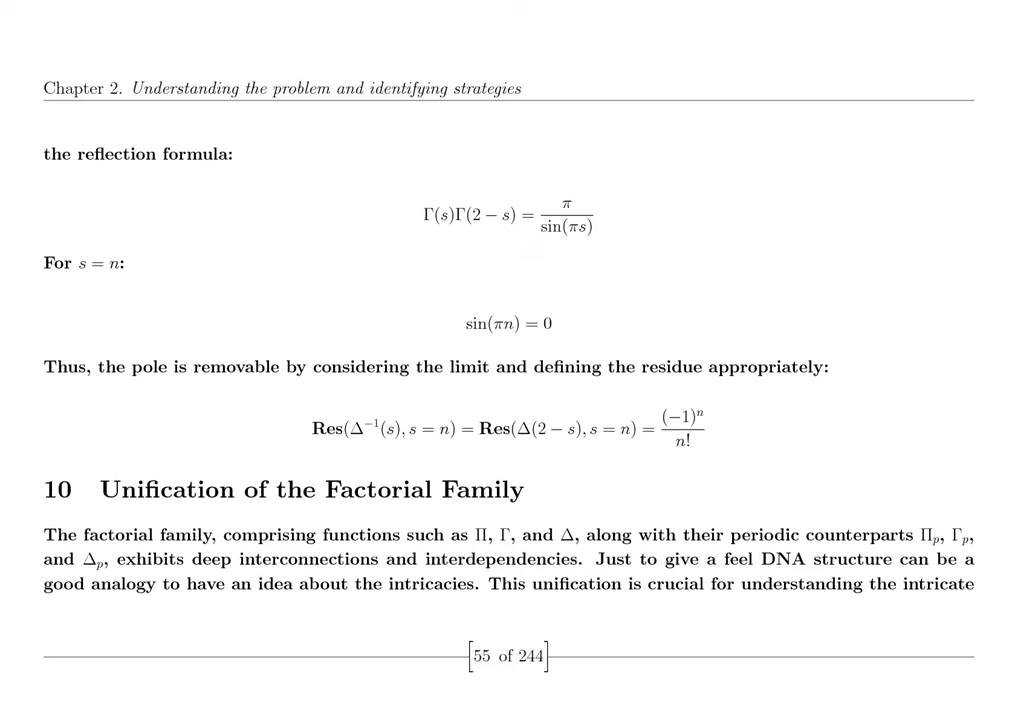 Chapter 2. Understanding the problem and identifying strategies
the reflection formula:
Γ(s)Γ(2 − s) = π / sin(πs)
For s = n:
sin(πn) = 0
Thus, the pole is removable by considering the limit and defining the residue appropriately:
Res(Δ⁻¹(s), s = n) = Res(Δ(2 − s), s = n) = (−1)ⁿ / n!
10 Unification of the Factorial Family
The factorial family, comprising functions such as Π, Γ, and Δ, along with their periodic counterparts Πₚ, Γₚ,
and Δₚ, exhibits deep interconnections and interdependencies. Just to give a feel DNA structure can be a
good analogy to have an idea about the intricacies. This unification is crucial for understanding the intricate
[55 of 244]